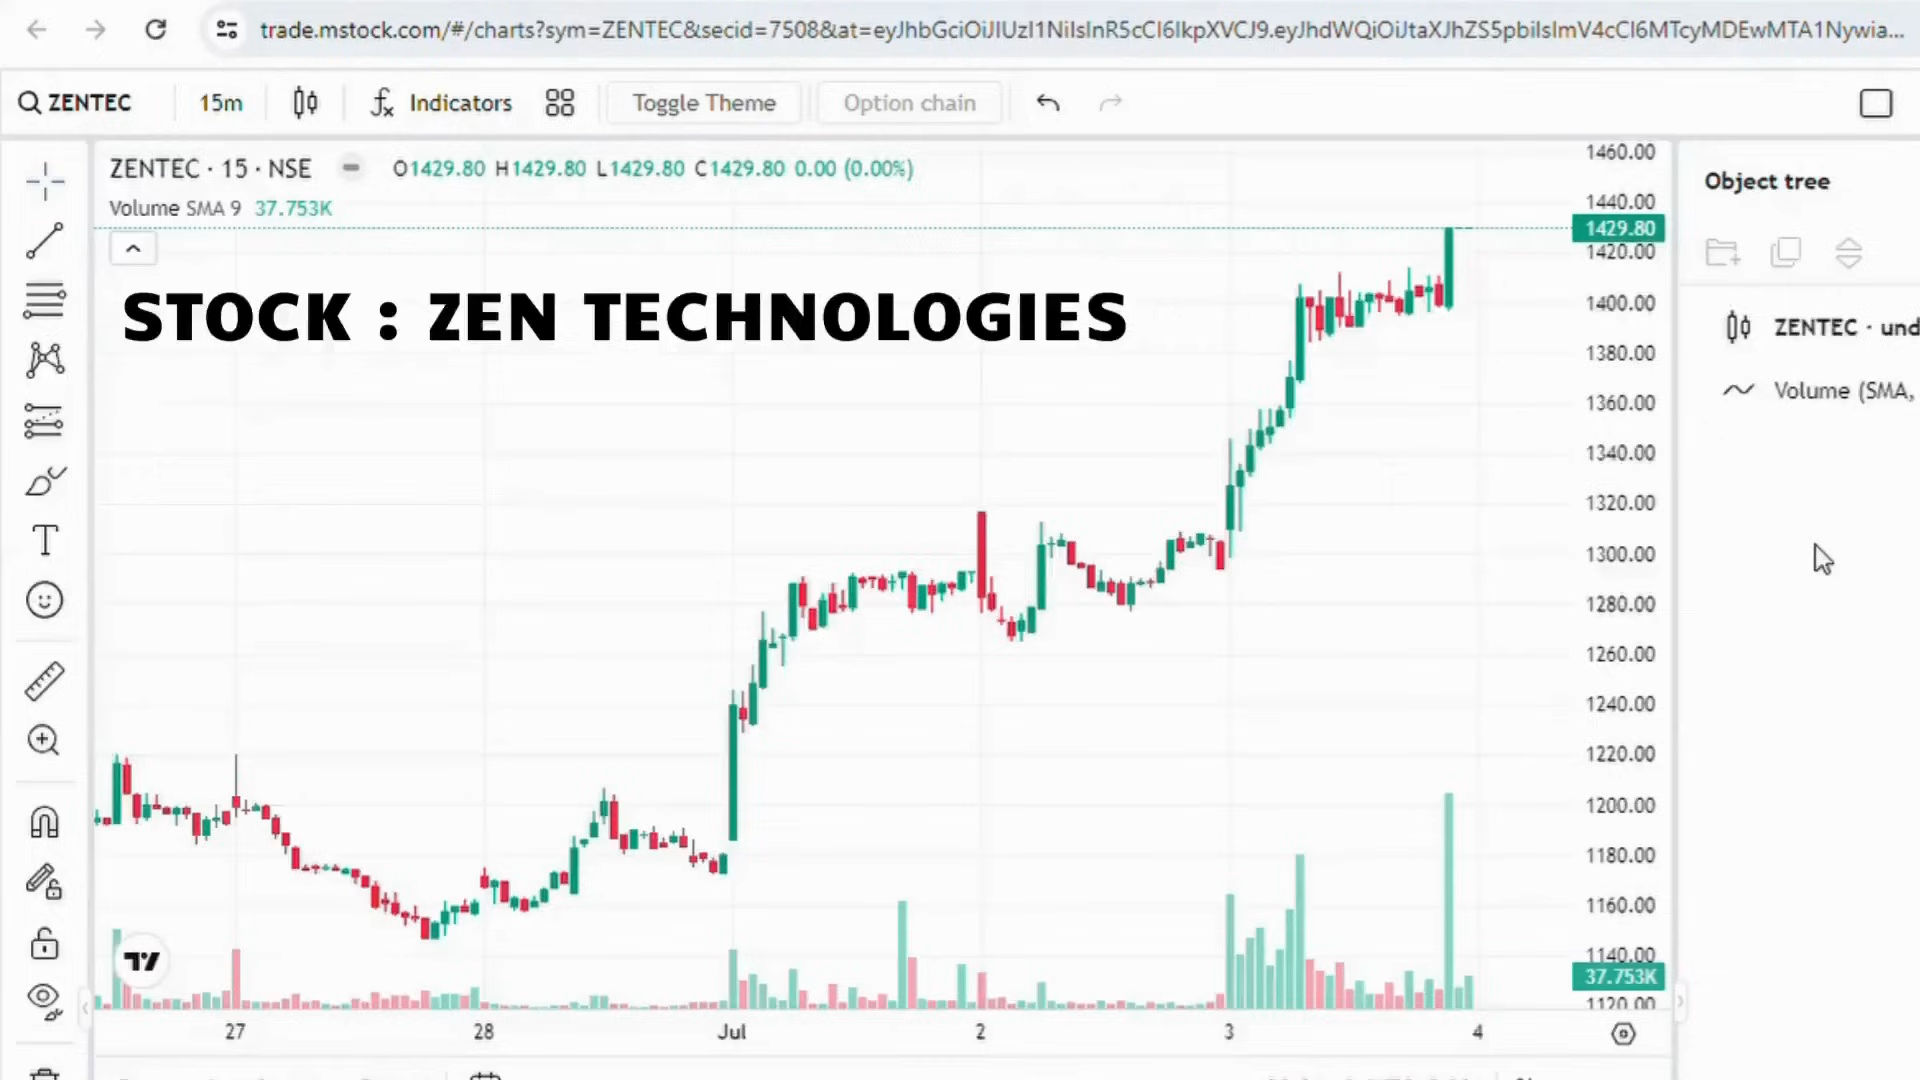 trade.mstock.com/#/charts?sym=ZENTEC&secid=7508&at=eyJhbGciOiJIUzI1NiIsInR5cCI6IkpXVCJ9.eyJhdWQiOiJtaXJhZS5pbiIsImV4cCI6MTcyMDEwMTA1Nywia...
ZENTEC 15m Indicators Toggle Theme Option chain
ZENTEC · 15 · NSE O1429.80 H1429.80 L1429.80 C1429.80 0.00 (0.00%)
Volume SMA 9 37.753K
STOCK : ZEN TECHNOLOGIES
1460.00
1440.00
1429.80
1420.00
1400.00
1380.00
1360.00
1340.00
1320.00
1300.00
1280.00
1260.00
1240.00
1220.00
1200.00
1180.00
1160.00
1140.00
37.753K
1120.00
27 28 Jul 2 3 4
Object tree
ZENTEC · und
Volume (SMA,